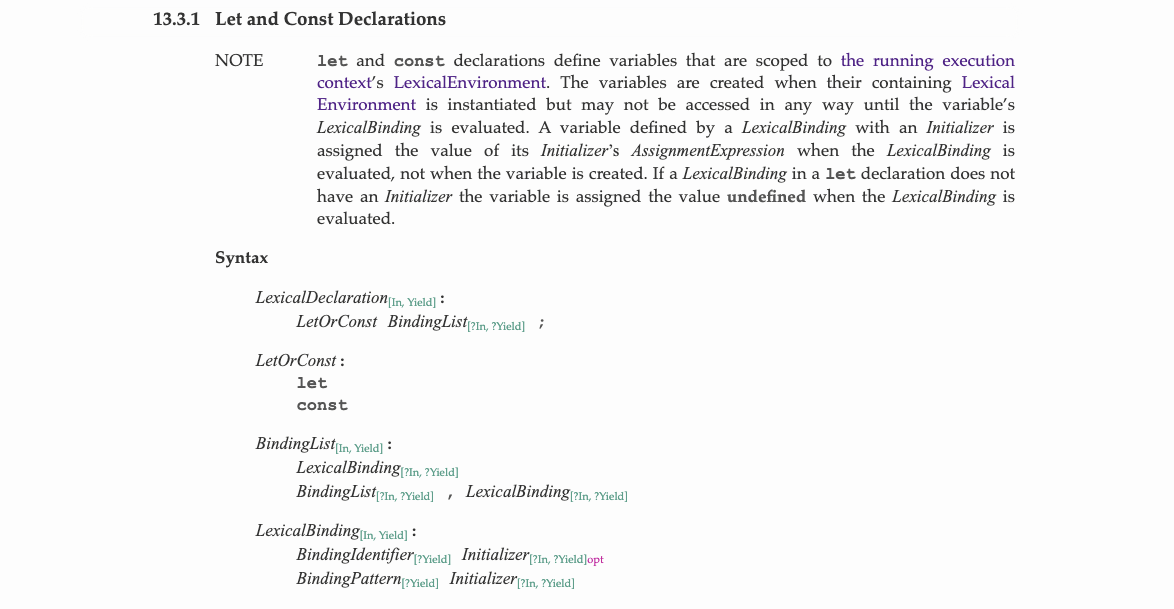 13.3.1 Let and Const Declarations
NOTE let and const declarations define variables that are scoped to the running execution
context's LexicalEnvironment. The variables are created when their containing Lexical
Environment is instantiated but may not be accessed in any way until the variable's
LexicalBinding is evaluated. A variable defined by a LexicalBinding with an Initializer is
assigned the value of its Initializer's AssignmentExpression when the LexicalBinding is
evaluated, not when the variable is created. If a LexicalBinding in a let declaration does not
have an Initializer the variable is assigned the value undefined when the LexicalBinding is
evaluated.
Syntax
LexicalDeclaration[In, Yield] :
LetOrConst BindingList[?In, ?Yield] ;
LetOrConst :
let
const
BindingList[In, Yield] :
LexicalBinding[?In, ?Yield]
BindingList[?In, ?Yield] , LexicalBinding[?In, ?Yield]
LexicalBinding[In, Yield] :
BindingIdentifier[?Yield] Initializer[?In, ?Yield]opt
BindingPattern[?Yield] Initializer[?In, ?Yield]